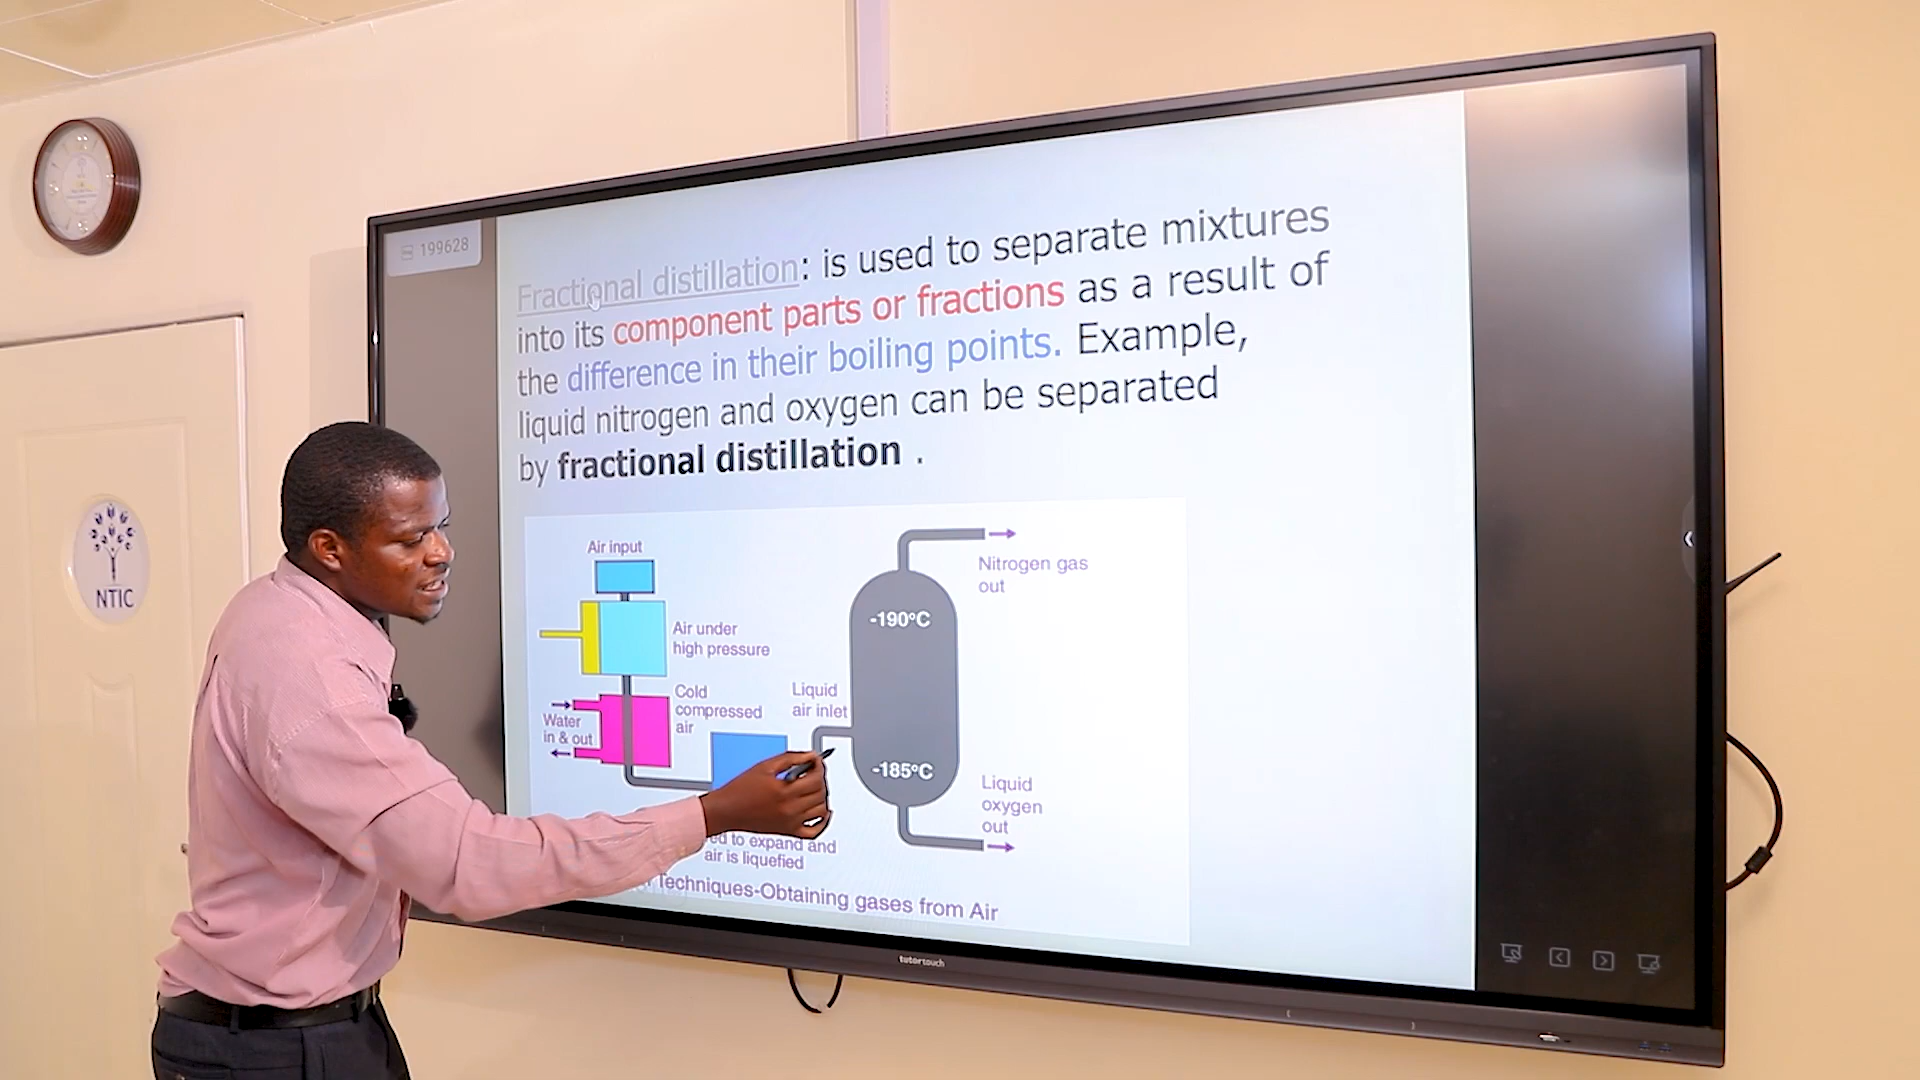 199628
Fractional distillation: is used to separate mixtures
into its component parts or fractions as a result of
the difference in their boiling points. Example,
liquid nitrogen and oxygen can be separated
by fractional distillation .
Air input
Air under
high pressure
Cold
compressed
air
Water
in & out
Liquid
air inlet
-190°C
-185°C
Nitrogen gas
out
Liquid
oxygen
out
to expand and
air is liquefied
Techniques-Obtaining gases from Air
tutortouch
NTIC